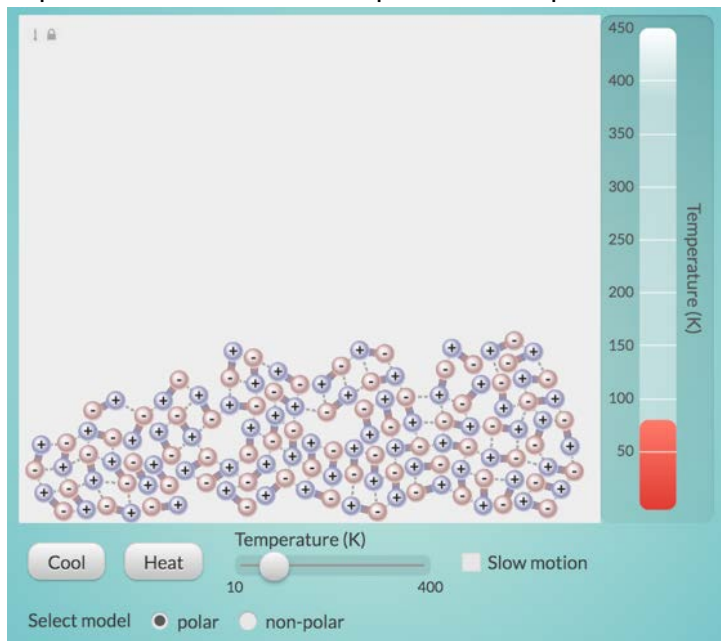 450
400
350
300
250
200
150
100
50
Temperature (K)
Cool
Heat
Temperature (K)
10
400
Slow motion
Select model
polar
non-polar